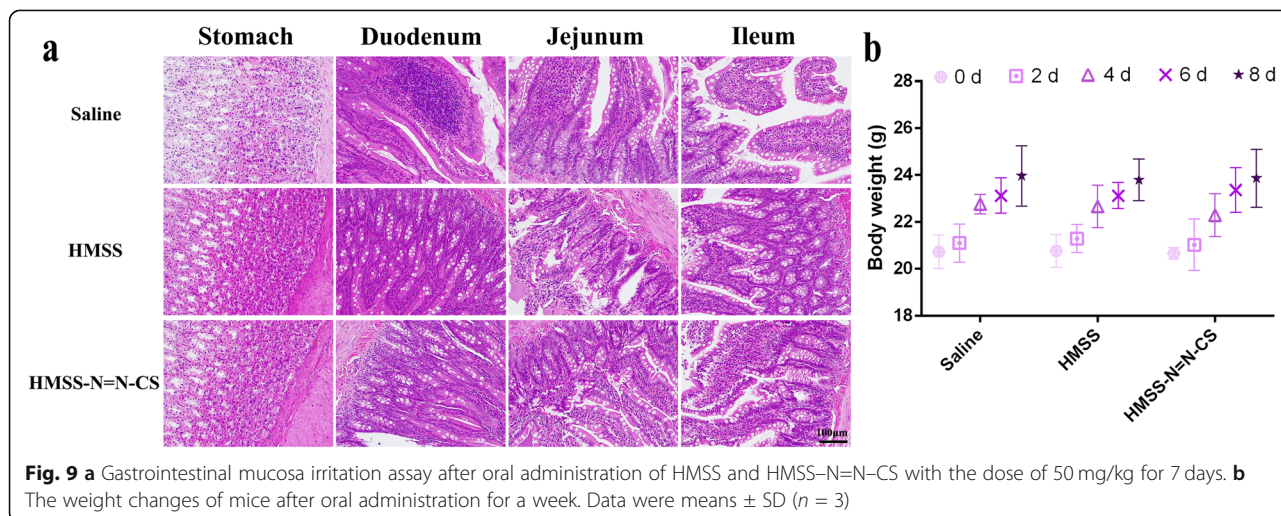 a
Stomach Duodenum Jejunum Ileum
Saline
HMSS
HMSS-N=N-CS
100μm
b
0 d 2 d 4 d 6 d 8 d
Body weight (g)
28
26
24
22
20
18
Saline
HMSS
HMSS-N=N-CS
Fig. 9 a Gastrointestinal mucosa irritation assay after oral administration of HMSS and HMSS–N=N–CS with the dose of 50 mg/kg for 7 days. b
The weight changes of mice after oral administration for a week. Data were means ± SD (n = 3)